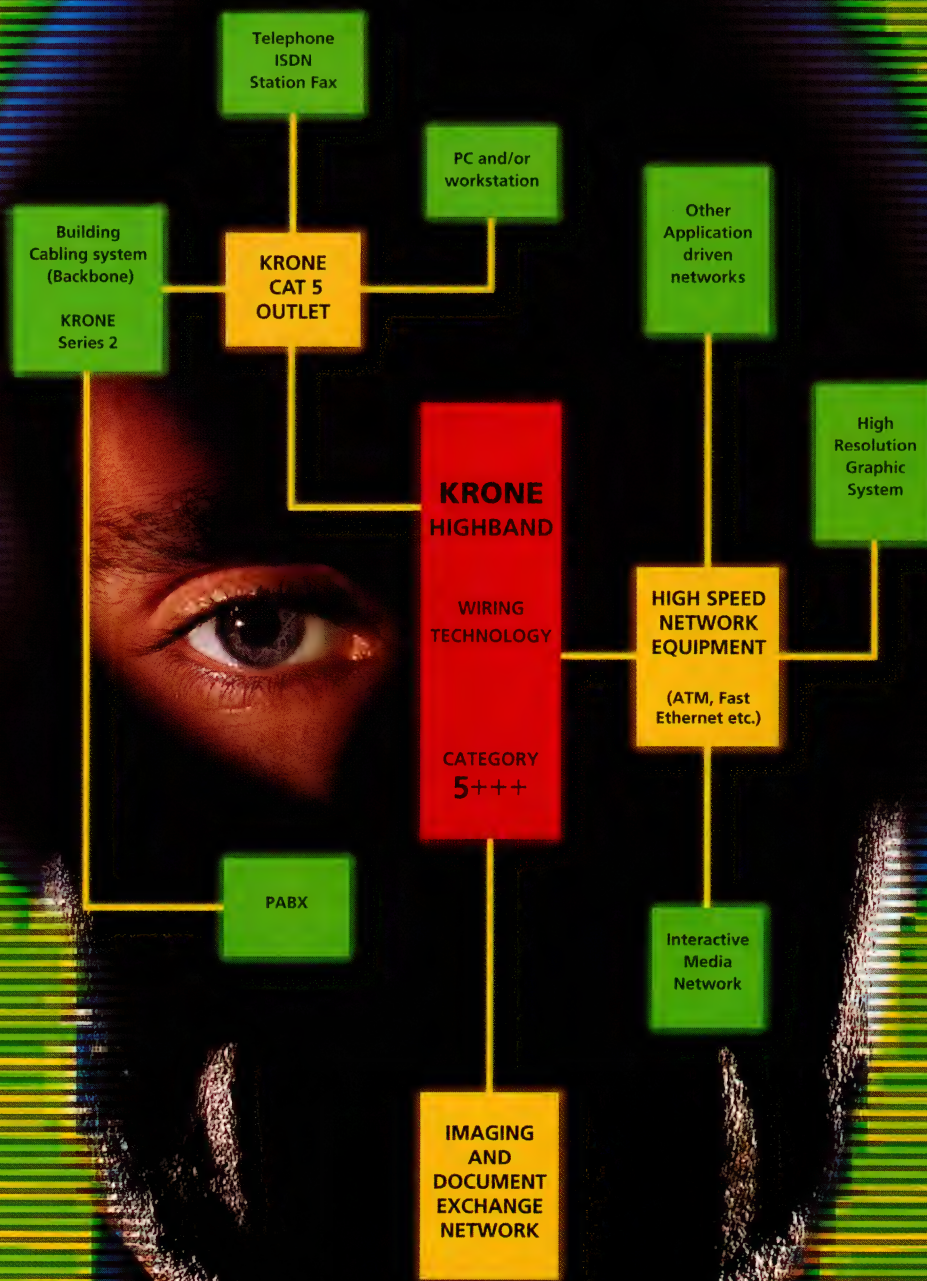 Telephone
ISDN
Station Fax
PC and/or
workstation
Building
Cabling system
(Backbone)
KRONE
Series 2
KRONE
CAT 5
OUTLET
Other
Application
driven
networks
KRONE
HIGHBAND
WIRING
TECHNOLOGY
CATEGORY
5+++
High
Resolution
Graphic
System
HIGH SPEED
NETWORK
EQUIPMENT
(ATM, Fast
Ethernet etc.)
PABX
Interactive
Media
Network
IMAGING
AND
DOCUMENT
EXCHANGE
NETWORK